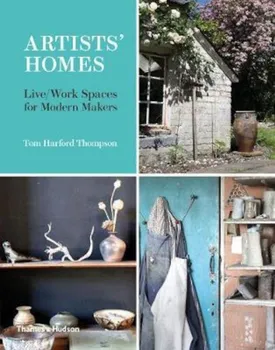 ARTISTS'
HOMES
Live/Work Spaces
for Modern Makers
Tom Harford Thompson
Thames & Hudson